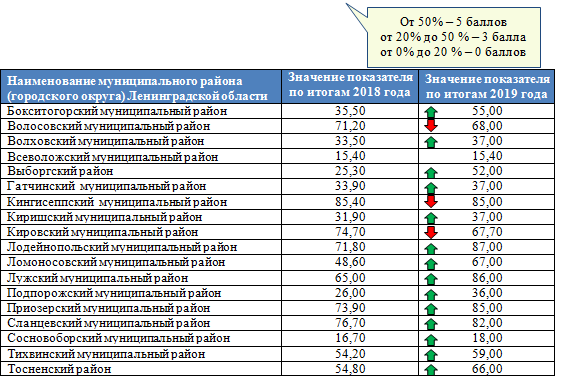 От 50% – 5 баллов
от 20% до 50 % – 3 балла
от 0% до 20 % – 0 баллов
Наименование муниципального района (городского округа) Ленинградской области Значение показателя по итогам 2018 года Значение показателя по итогам 2019 года
Бокситогорский муниципальный район 35,50 55,00
Волосовский муниципальный район 71,20 68,00
Волховский муниципальный район 33,50 37,00
Всеволожский муниципальный район 15,40 15,40
Выборгский район 25,30 52,00
Гатчинский муниципальный район 33,90 37,00
Кингисеппский муниципальный район 85,40 85,00
Киришский муниципальный район 31,90 37,00
Кировский муниципальный район 74,70 67,70
Лодейнопольский муниципальный район 71,80 87,00
Ломоносовский муниципальный район 48,60 67,00
Лужский муниципальный район 65,00 86,00
Подпорожский муниципальный район 26,00 36,00
Приозерский муниципальный район 73,90 85,00
Сланцевский муниципальный район 76,70 82,00
Сосновоборский муниципальный район 16,70 18,00
Тихвинский муниципальный район 54,20 59,00
Тосненский район 54,80 66,00